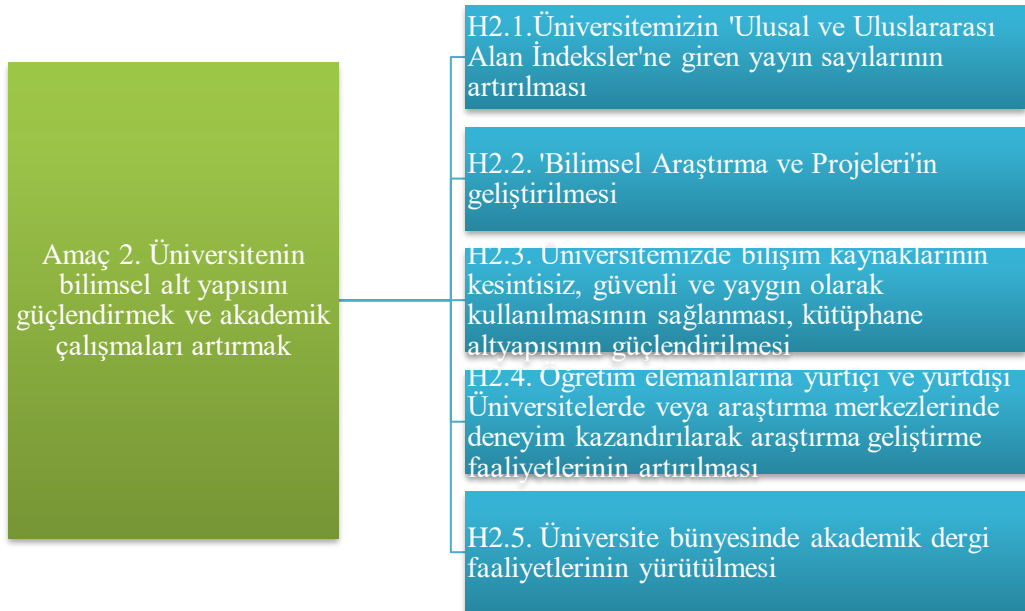 Amaç 2. Üniversitenin
bilimsel alt yapısını
güçlendirmek ve akademik
çalışmaları artırmak
H2.1.Üniversitemizin 'Ulusal ve Uluslararası
Alan İndeksler'ne giren yayın sayılarının
artırılması
H2.2. 'Bilimsel Araştırma ve Projeleri'in
geliştirilmesi
H2.3. Üniversitemizde bilişim kaynaklarının
kesintisiz, güvenli ve yaygın olarak
kullanılmasının sağlanması, kütüphane
altyapısının güçlendirilmesi
H2.4. Öğretim elemanlarına yurtiçi ve yurtdışı
Üniversitelerde veya araştırma merkezlerinde
deneyim kazandırılarak araştırma geliştirme
faaliyetlerinin artırılması
H2.5. Üniversite bünyesinde akademik dergi
faaliyetlerinin yürütülmesi